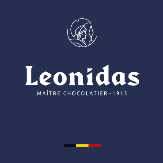 Leonidas
MAÎTRE CHOCOLATIER - 1913